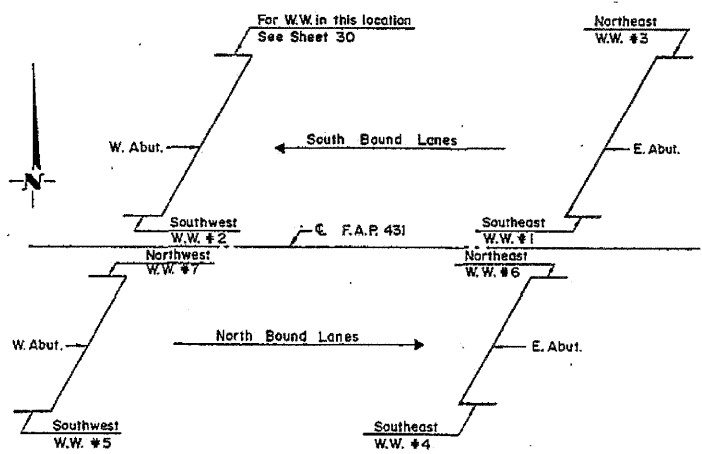 For W.W. in this location
See Sheet 30
Northeast
W.W. #3
W. Abut.
South Bound Lanes
E. Abut.
N
Southwest
W.W. #2
℄ F.A.P. 431
Southeast
W.W. #1
Northwest
W.W. #7
Northeast
W.W. #6
W. Abut.
North Bound Lanes
E. Abut.
Southwest
W.W. #5
Southeast
W.W. #4